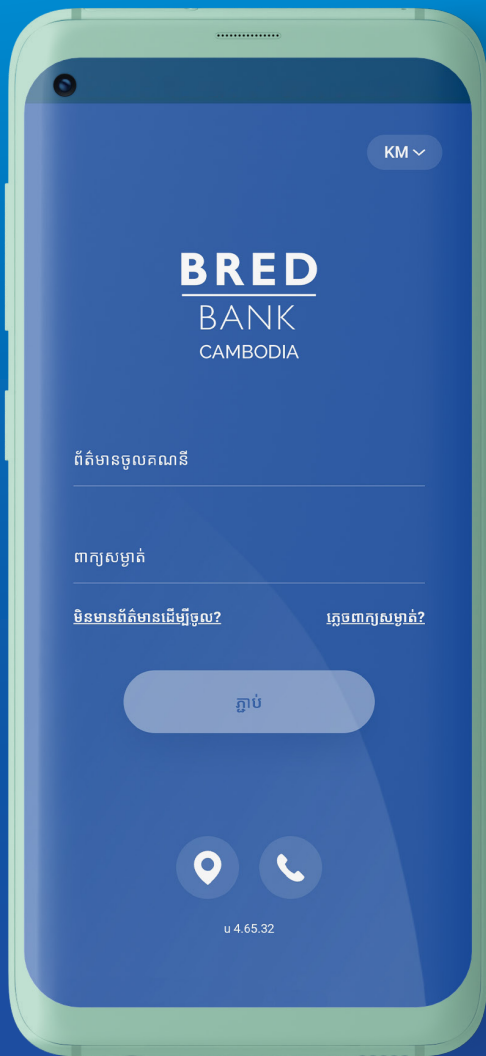 KM
BRED
BANK
CAMBODIA
ព័ត៌មានចូលគណនី
ពាក្យសម្ងាត់
មិនមានព័ត៌មានដើម្បីចូល?
ភ្លេចពាក្យសម្ងាត់?
ភ្ជាប់
u 4.65.32